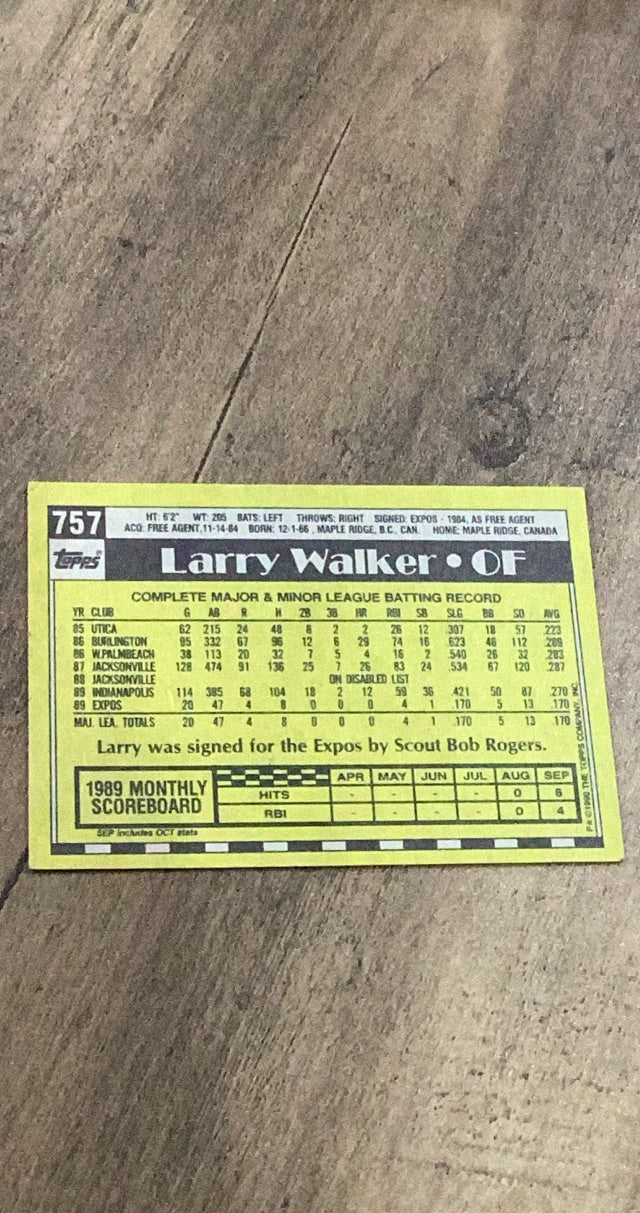 757
HT: 6'2" WT: 205 BATS: LEFT THROWS: RIGHT SIGNED: EXPOS - 1984, AS FREE AGENT
ACQ: FREE AGENT, 11-14-84 BORN: 12-1-66, MAPLE RIDGE, B.C., CAN. HOME: MAPLE RIDGE, CANADA
TOPPS®
Larry Walker • OF
COMPLETE MAJOR & MINOR LEAGUE BATTING RECORD
YR CLUB G AB R H 2B 3B HR RBI SB SLG BB SO AVG
85 UTICA 62 215 24 48 8 2 2 26 12 .307 18 57 .223
86 BURLINGTON 95 332 67 96 12 6 29 74 16 .623 46 112 .289
86 W.PALMBEACH 38 113 20 32 7 5 4 16 2 .540 26 32 .283
87 JACKSONVILLE 128 474 91 136 25 7 26 83 24 .534 67 120 .287
88 JACKSONVILLE ON DISABLED LIST
89 INDIANAPOLIS 114 385 68 104 18 2 12 59 36 .421 50 87 .270
89 EXPOS 20 47 4 8 0 0 0 4 1 .170 5 13 .170
MAJ. LEA. TOTALS 20 47 4 8 0 0 0 4 1 .170 5 13 .170
Larry was signed for the Expos by Scout Bob Rogers.
1989 MONTHLY SCOREBOARD
APR MAY JUN JUL AUG SEP
HITS - - - - 0 8
RBI - - - - 0 4
SEP includes OCT stats
©1990 THE TOPPS COMPANY, INC.